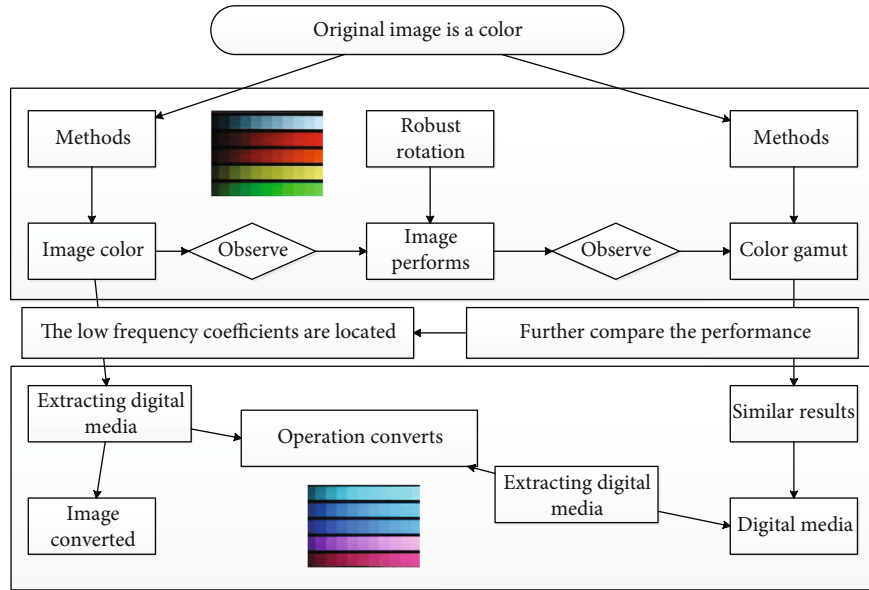 Original image is a color
Methods
Robust
rotation
Methods
Image color
Observe
Image
performs
Observe
Color gamut
The low frequency coefficients are located
Further compare the performance
Extracting digital
media
Operation converts
Similar results
Image
converted
Extracting digital
media
Digital media